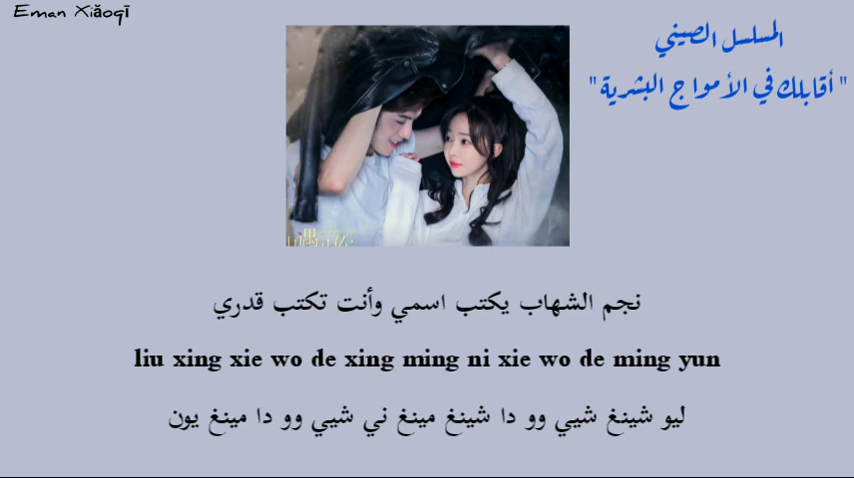 Eman Xiǎoqī
المسلسل الصيني
"أقابلك في الأمواج البشرية"
نجم الشهاب يكتب اسمي وأنت تكتب قدري
liu xing xie wo de xing ming ni xie wo de ming yun
ليو شينغ شيي وو دا شينغ مينغ ني شيي وو دا مينغ يون